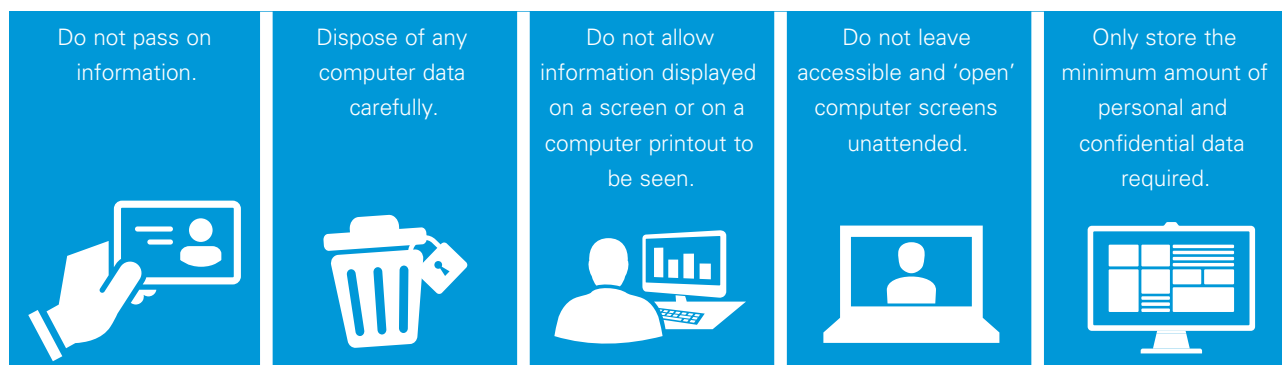 Do not pass on
information.
Dispose of any
computer data
carefully.
Do not allow
information displayed
on a screen or on a
computer printout to
be seen.
Do not leave
accessible and ‘open’
computer screens
unattended.
Only store the
minimum amount of
personal and
confidential data
required.